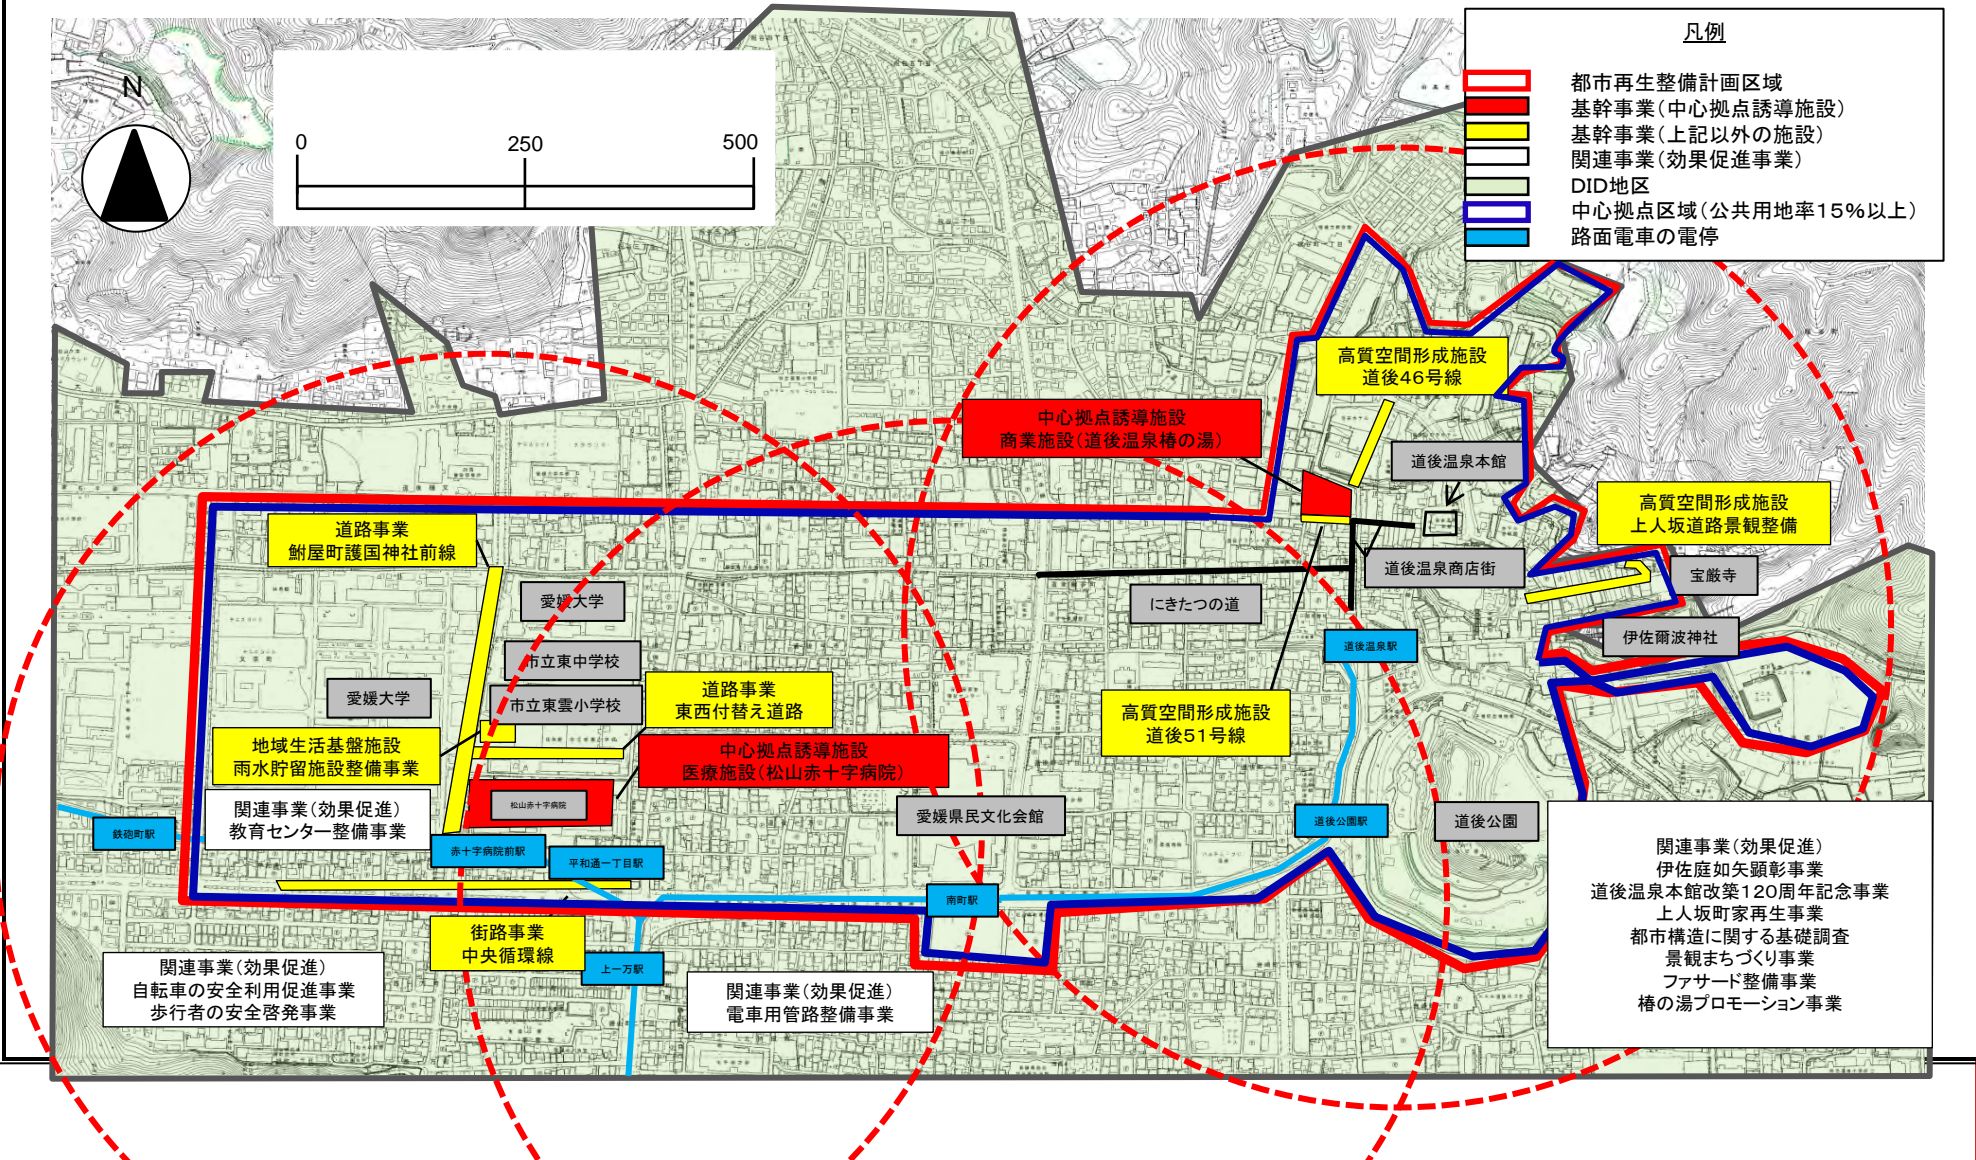 凡例
都市再生整備計画区域
基幹事業(中心拠点誘導施設)
基幹事業(上記以外の施設)
関連事業(効果促進事業)
DID地区
中心拠点区域(公共用地率15%以上)
路面電車の電停
N
0 250 500
高質空間形成施設
道後46号線
中心拠点誘導施設
商業施設(道後温泉椿の湯)
道後温泉本館
高質空間形成施設
上人坂道路景観整備
道路事業
鮒屋町護国神社前線
道後温泉商店街
宝厳寺
愛媛大学
にきたつの道
伊佐爾波神社
道後温泉駅
市立東中学校
愛媛大学
市立東雲小学校
道路事業
東西付替え道路
高質空間形成施設
道後51号線
地域生活基盤施設
雨水貯留施設整備事業
中心拠点誘導施設
医療施設(松山赤十字病院)
松山赤十字病院
関連事業(効果促進)
教育センター整備事業
愛媛県民文化会館
道後公園駅
道後公園
鉄砲町駅
赤十字病院前駅
平和通一丁目駅
南町駅
街路事業
中央循環線
上一万駅
関連事業(効果促進)
自転車の安全利用促進事業
歩行者の安全啓発事業
関連事業(効果促進)
電車用管路整備事業
関連事業(効果促進)
伊佐庭如矢顕彰事業
道後温泉本館改築120周年記念事業
上人坂町家再生事業
都市構造に関する基礎調査
景観まちづくり事業
ファサード整備事業
椿の湯プロモーション事業